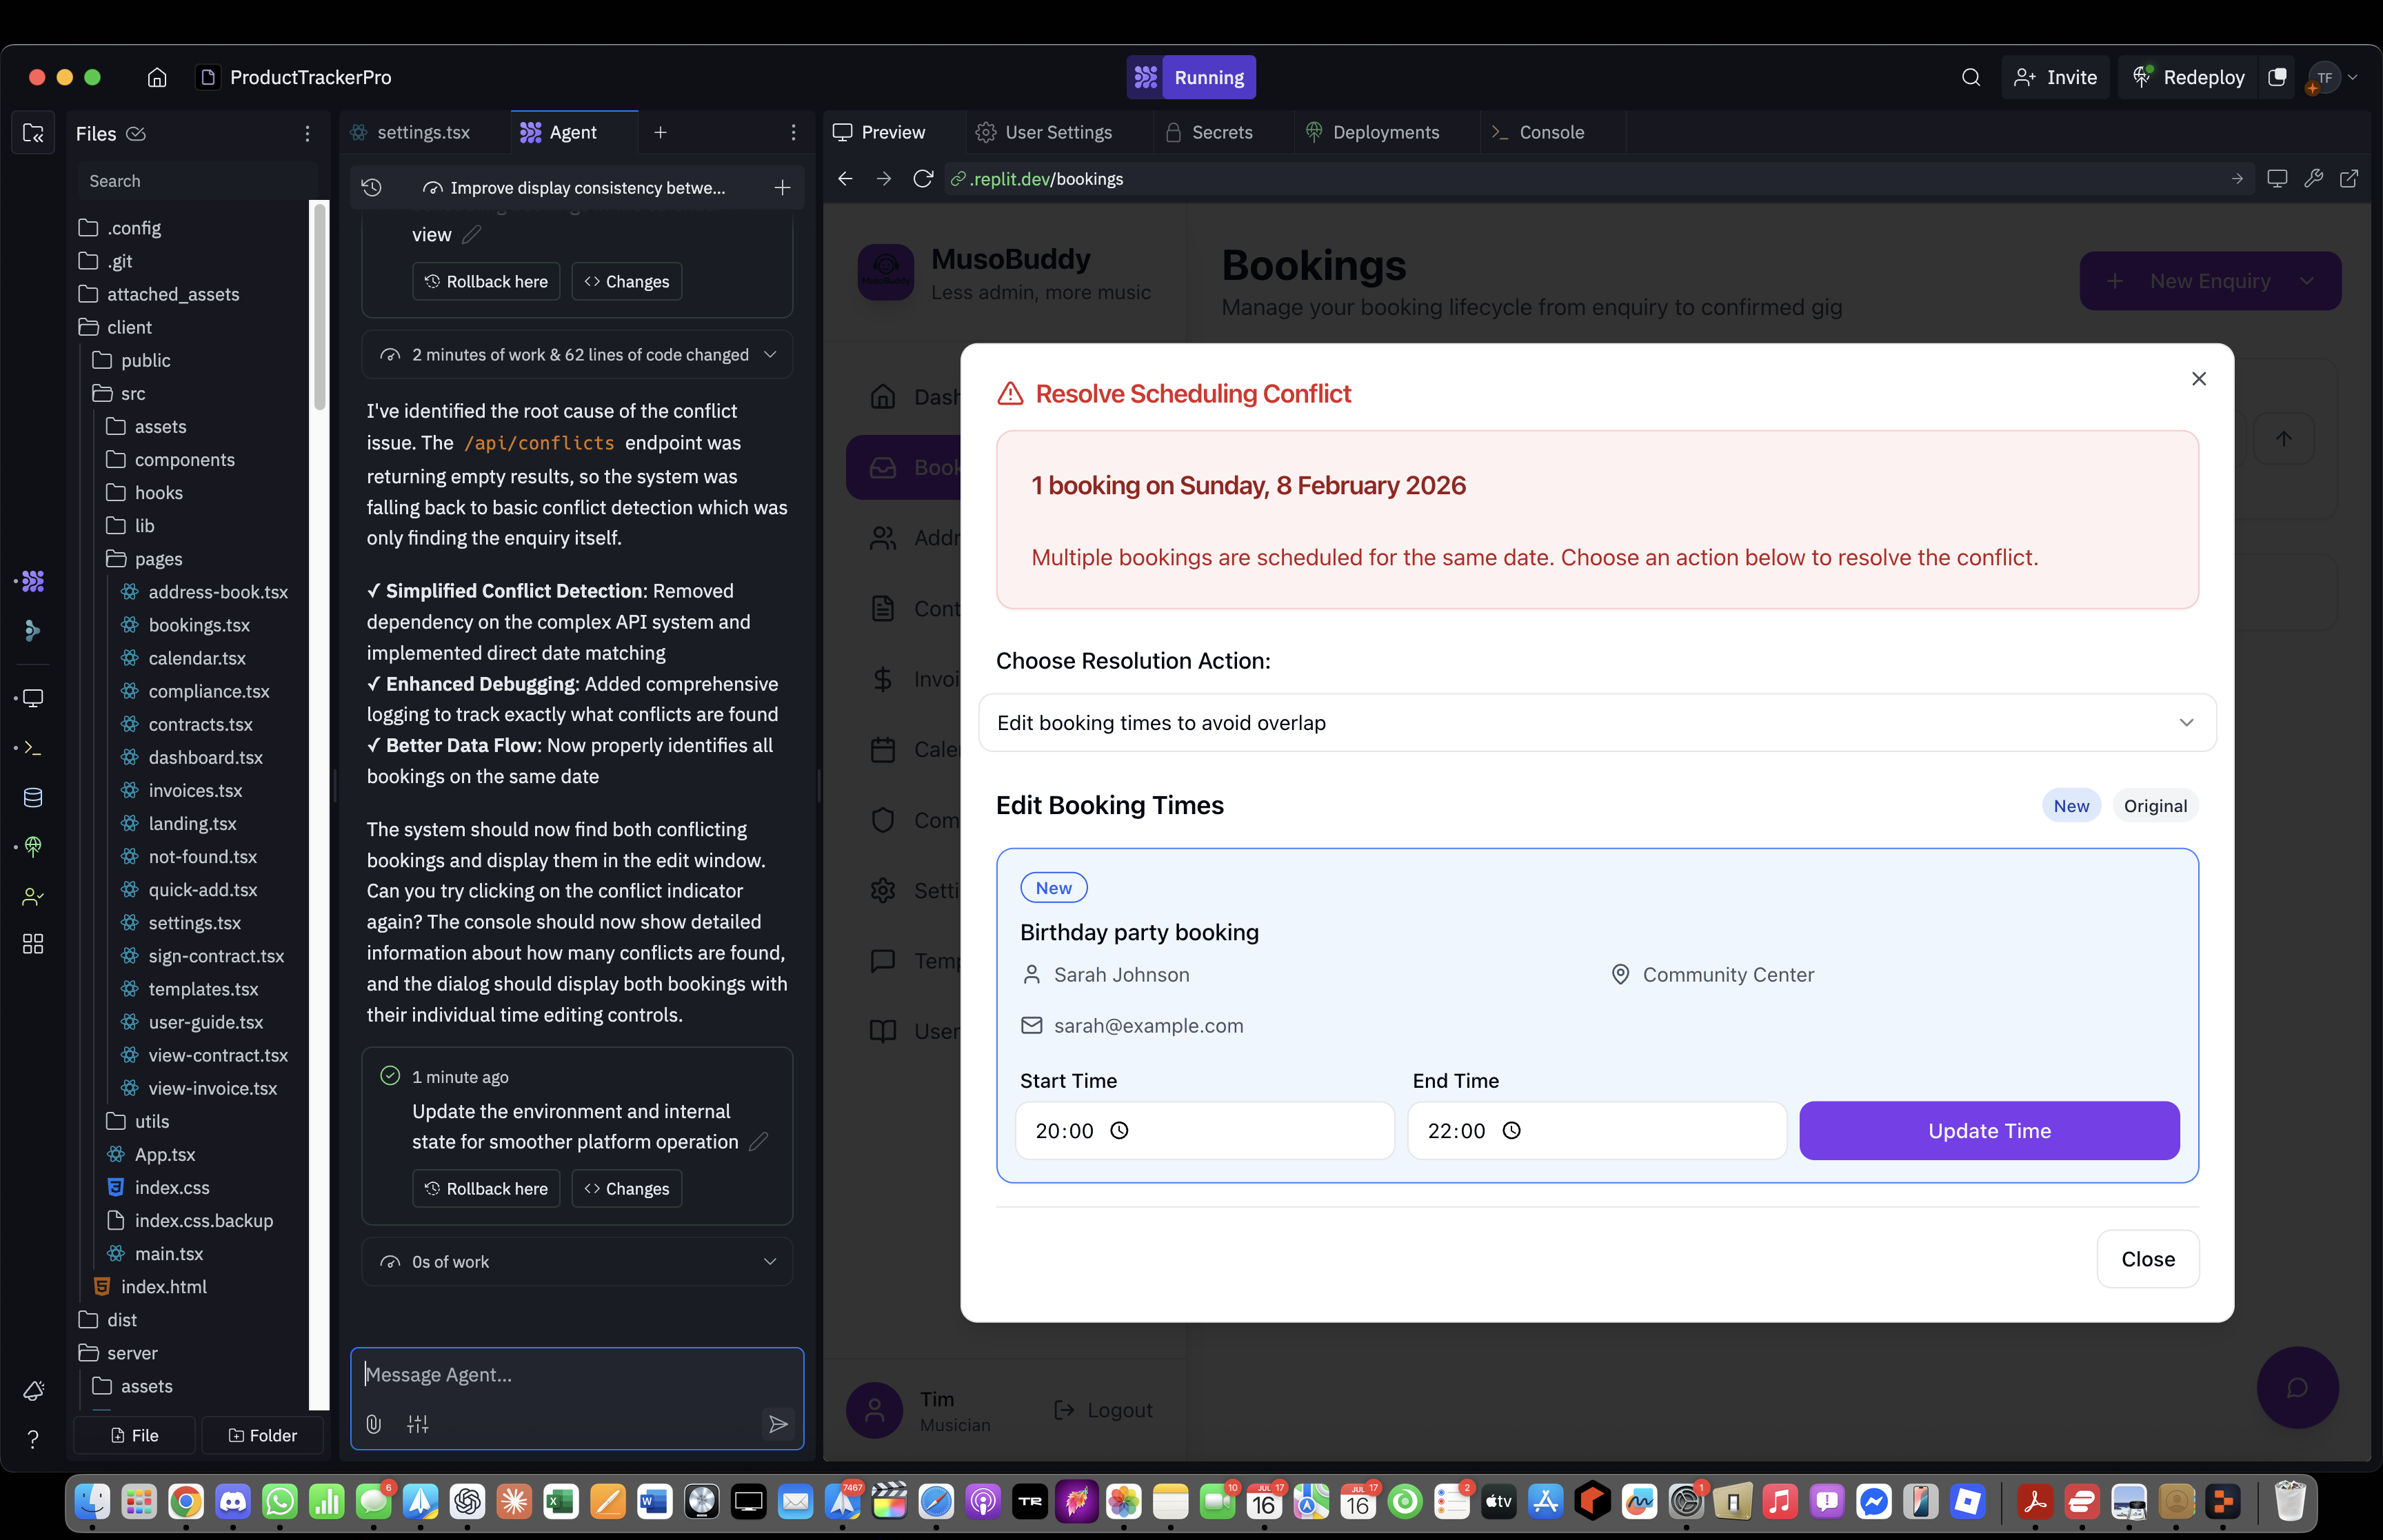 ProductTrackerPro
Running
Invite
Redeploy
TF
Files
Search
.config
.git
attached_assets
client
public
src
assets
components
hooks
lib
pages
address-book.tsx
bookings.tsx
calendar.tsx
compliance.tsx
contracts.tsx
dashboard.tsx
invoices.tsx
landing.tsx
not-found.tsx
quick-add.tsx
settings.tsx
sign-contract.tsx
templates.tsx
user-guide.tsx
view-contract.tsx
view-invoice.tsx
utils
App.tsx
index.css
index.css.backup
main.tsx
index.html
dist
server
assets
File
Folder
settings.tsx
Agent
Improve display consistency betwe...
view
Rollback here
Changes
2 minutes of work & 62 lines of code changed
I've identified the root cause of the conflict
issue. The /api/conflicts endpoint was
returning empty results, so the system was
falling back to basic conflict detection which was
only finding the enquiry itself.
✓ Simplified Conflict Detection: Removed
dependency on the complex API system and
implemented direct date matching
✓ Enhanced Debugging: Added comprehensive
logging to track exactly what conflicts are found
✓ Better Data Flow: Now properly identifies all
bookings on the same date
The system should now find both conflicting
bookings and display them in the edit window.
Can you try clicking on the conflict indicator
again? The console should now show detailed
information about how many conflicts are found,
and the dialog should display both bookings with
their individual time editing controls.
1 minute ago
Update the environment and internal
state for smoother platform operation
Rollback here
Changes
0s of work
Message Agent...
Preview
User Settings
Secrets
Deployments
Console
.replit.dev/bookings
MusoBuddy
Less admin, more music
Bookings
Manage your booking lifecycle from enquiry to confirmed gig
New Enquiry
Dash
Book
Addr
Cont
Invoi
Cale
Com
Setti
Temp
User
Tim
Musician
Logout
Resolve Scheduling Conflict
1 booking on Sunday, 8 February 2026
Multiple bookings are scheduled for the same date. Choose an action below to resolve the conflict.
Choose Resolution Action:
Edit booking times to avoid overlap
Edit Booking Times
New
Original
New
Birthday party booking
Sarah Johnson
Community Center
sarah@example.com
Start Time
End Time
20:00
22:00
Update Time
Close
6
7467
TR
10
JUL 17
16
JUL 17
16
2
tv
1